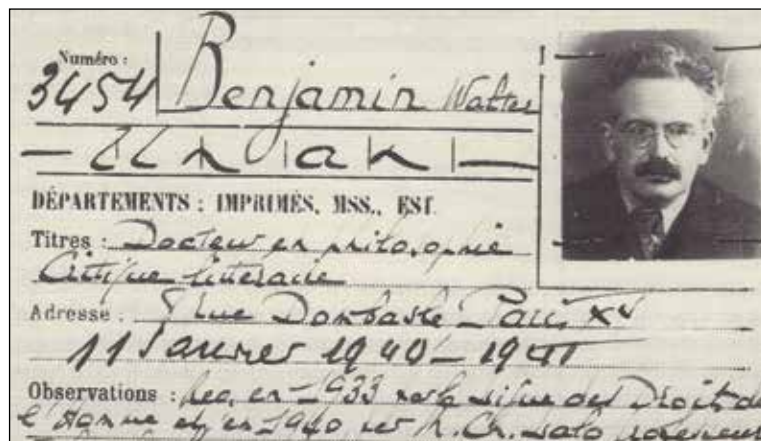 Numéro :
3454 Benjamin Walter
DÉPARTEMENTS : IMPRIMÉS, MSS., EST.
Titres : Docteur en philosophie
Critique littéraire
Adresse : rue Dombasle Paris XVe
11 Janvier 1940 – 1941
Observations : Rec. en 1933 par la Ligue des Droits de
l'Homme et en 1940 par